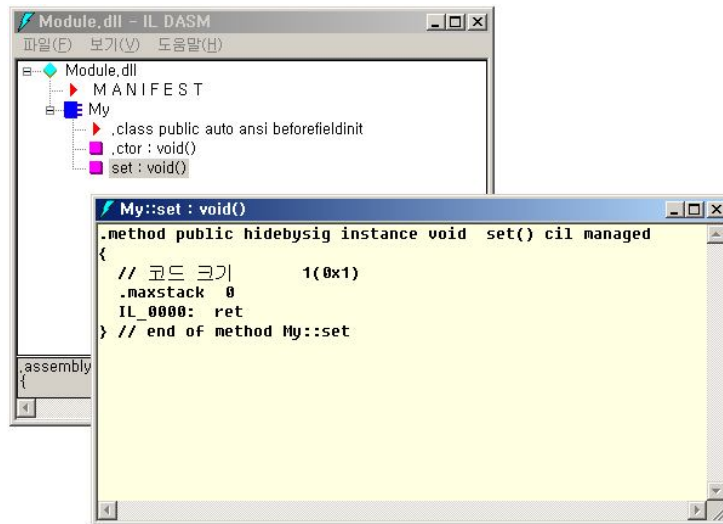 Module.dll - IL DASM
파일(F) 보기(V) 도움말(H)
Module.dll
M A N I F E S T
My
.class public auto ansi beforefieldinit
.ctor : void()
set : void()
.assembly
{
My::set : void()
.method public hidebysig instance void  set() cil managed
{
  // 코드 크기       1(0x1)
  .maxstack  0
  IL_0000:  ret
} // end of method My::set